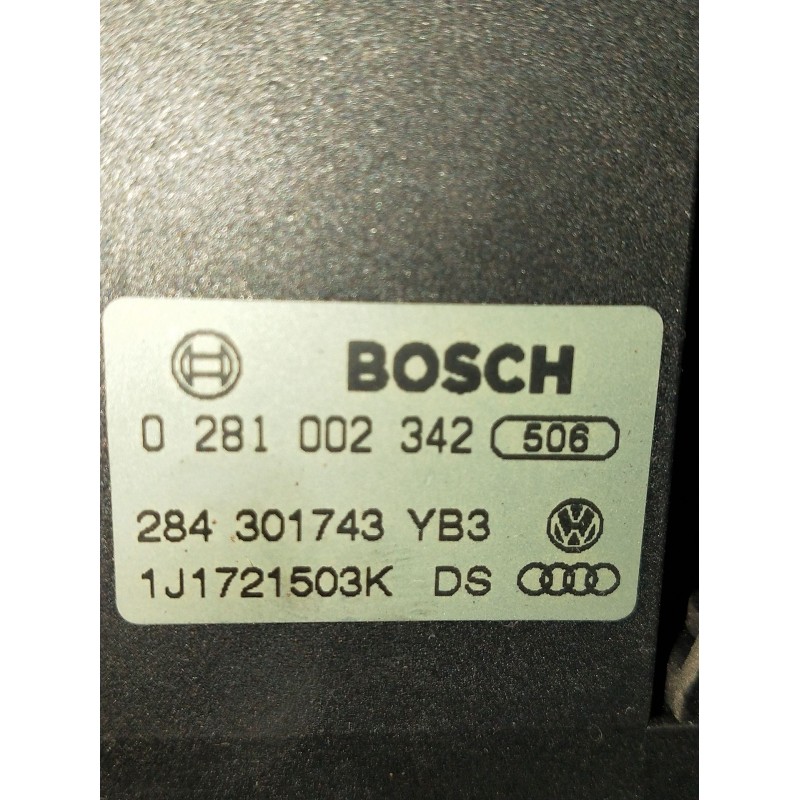 BOSCH
0 281 002 342 506
284 301743 YB3
1J1721503K DS